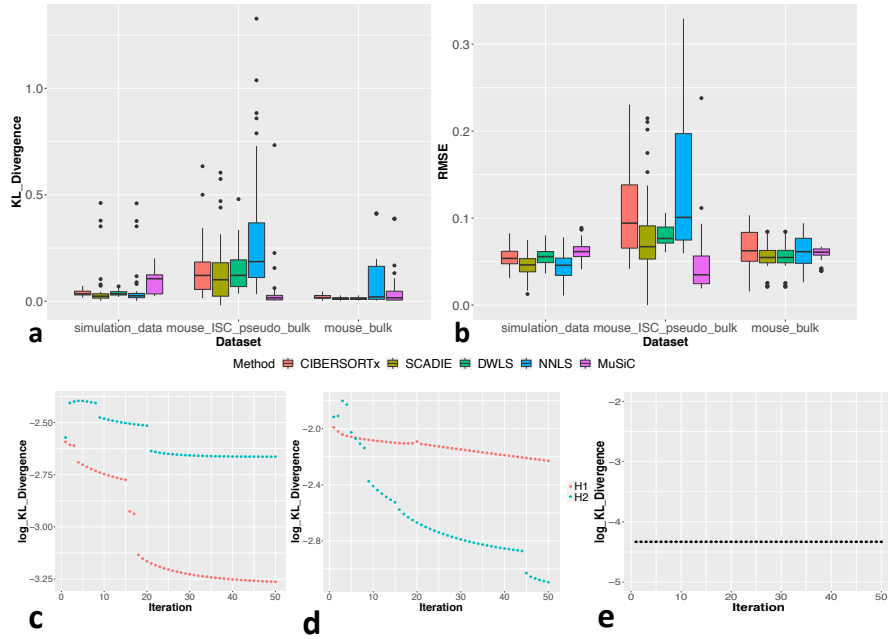 KL_Divergence
1.0
0.5
0.0
a
simulation_data mouse_ISC_pseudo_bulk mouse_bulk
Dataset
RMSE
0.3
0.2
0.1
0.0
b
simulation_data mouse_ISC_pseudo_bulk mouse_bulk
Dataset
Method CIBERSORTx SCADIE DWLS NNLS MuSiC
log_KL_Divergence
−2.50
−2.75
−3.00
−3.25
0 10 20 30 40 50
Iteration
c
log_KL_Divergence
−2.0
−2.4
−2.8
0 10 20 30 40 50
Iteration
d
H1
H2
log_KL_Divergence
−2
−3
−4
−5
0 10 20 30 40 50
Iteration
e